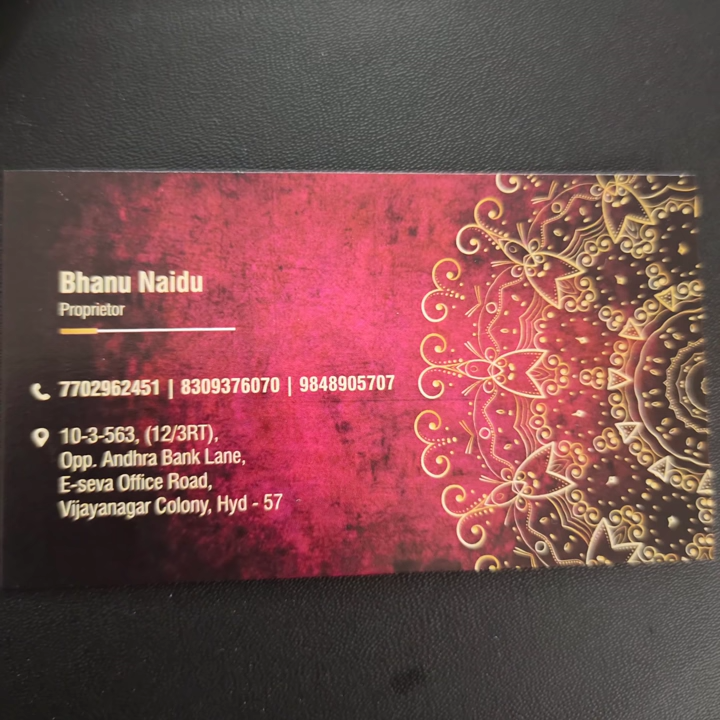 Bhanu Naidu
Proprietor
7702962451 | 8309376070 | 9848905707
10-3-563, (12/3RT),
Opp. Andhra Bank Lane,
E-seva Office Road,
Vijayanagar Colony, Hyd - 57